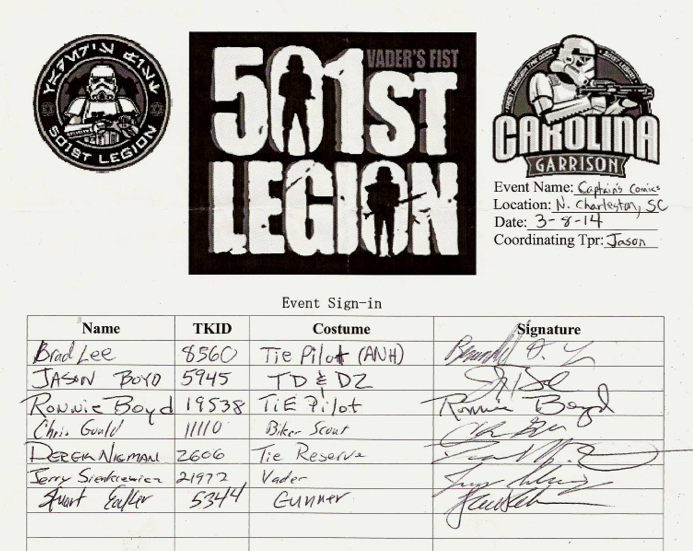 501ST LEGION
VADER'S FIST
501ST
LEGION
CAROLINA
GARRISON
Event Name: Captain's Comics
Location: N. Charleston, SC
Date: 3-8-14
Coordinating Tpr: Jason
Event Sign-in
Name TKID Costume Signature
Brad Lee 8560 Tie Pilot (ANH)
JASON BOYD 5945 TD & DZ
Ronnie Boyd 19538 TiE Pilot Ronnie Boyd
Chris Guald 11110 Biker Scout
DEREK NIGMAN 2606 Tie Reserve
Jerry Sienkiewicz 21972 Vader
Stuart 5344 Gunner